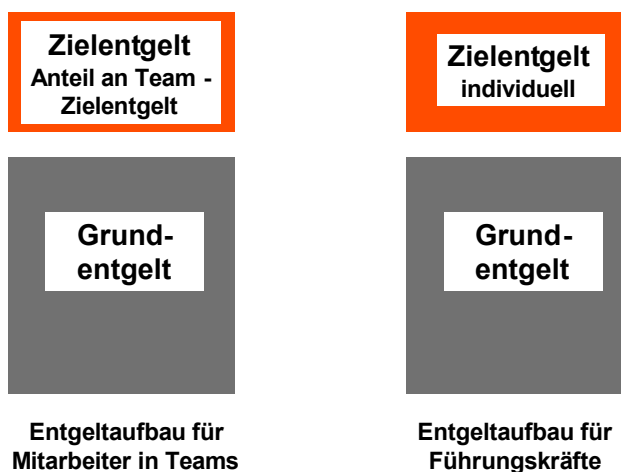 Zielentgelt
Anteil an Team -
Zielentgelt
Grund-
entgelt
Entgeltaufbau für
Mitarbeiter in Teams
Zielentgelt
individuell
Grund-
entgelt
Entgeltaufbau für
Führungskräfte